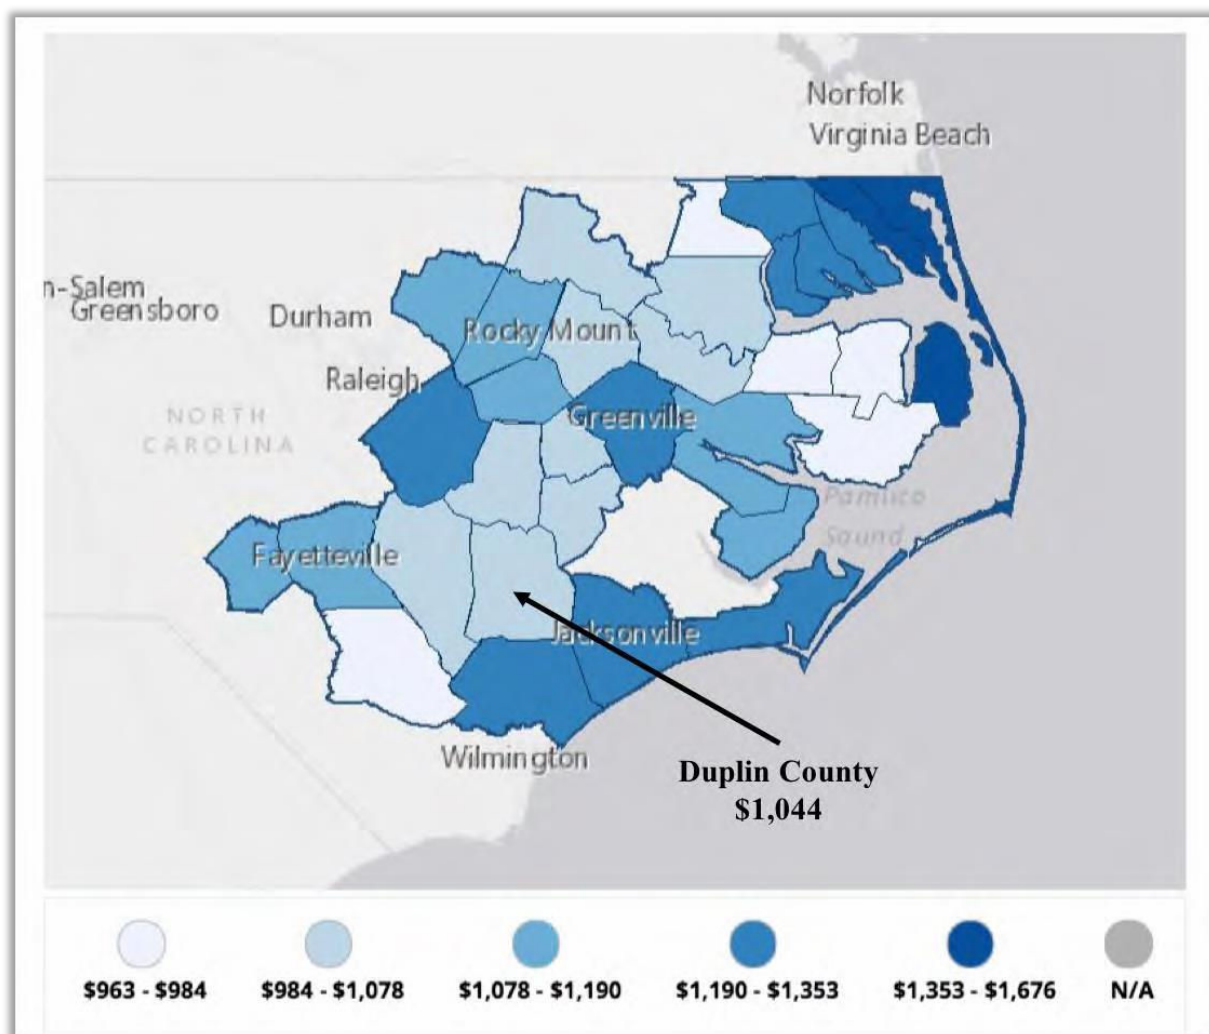 Norfolk
Virginia Beach
n-Salem
Greensboro
Durham
Rocky Mount
Raleigh
NORTH
CAROLINA
Greenville
Pamlico
Sound
Fayetteville
Jacksonville
Wilmington
Duplin County
$1,044
$963 - $984
$984 - $1,078
$1,078 - $1,190
$1,190 - $1,353
$1,353 - $1,676
N/A